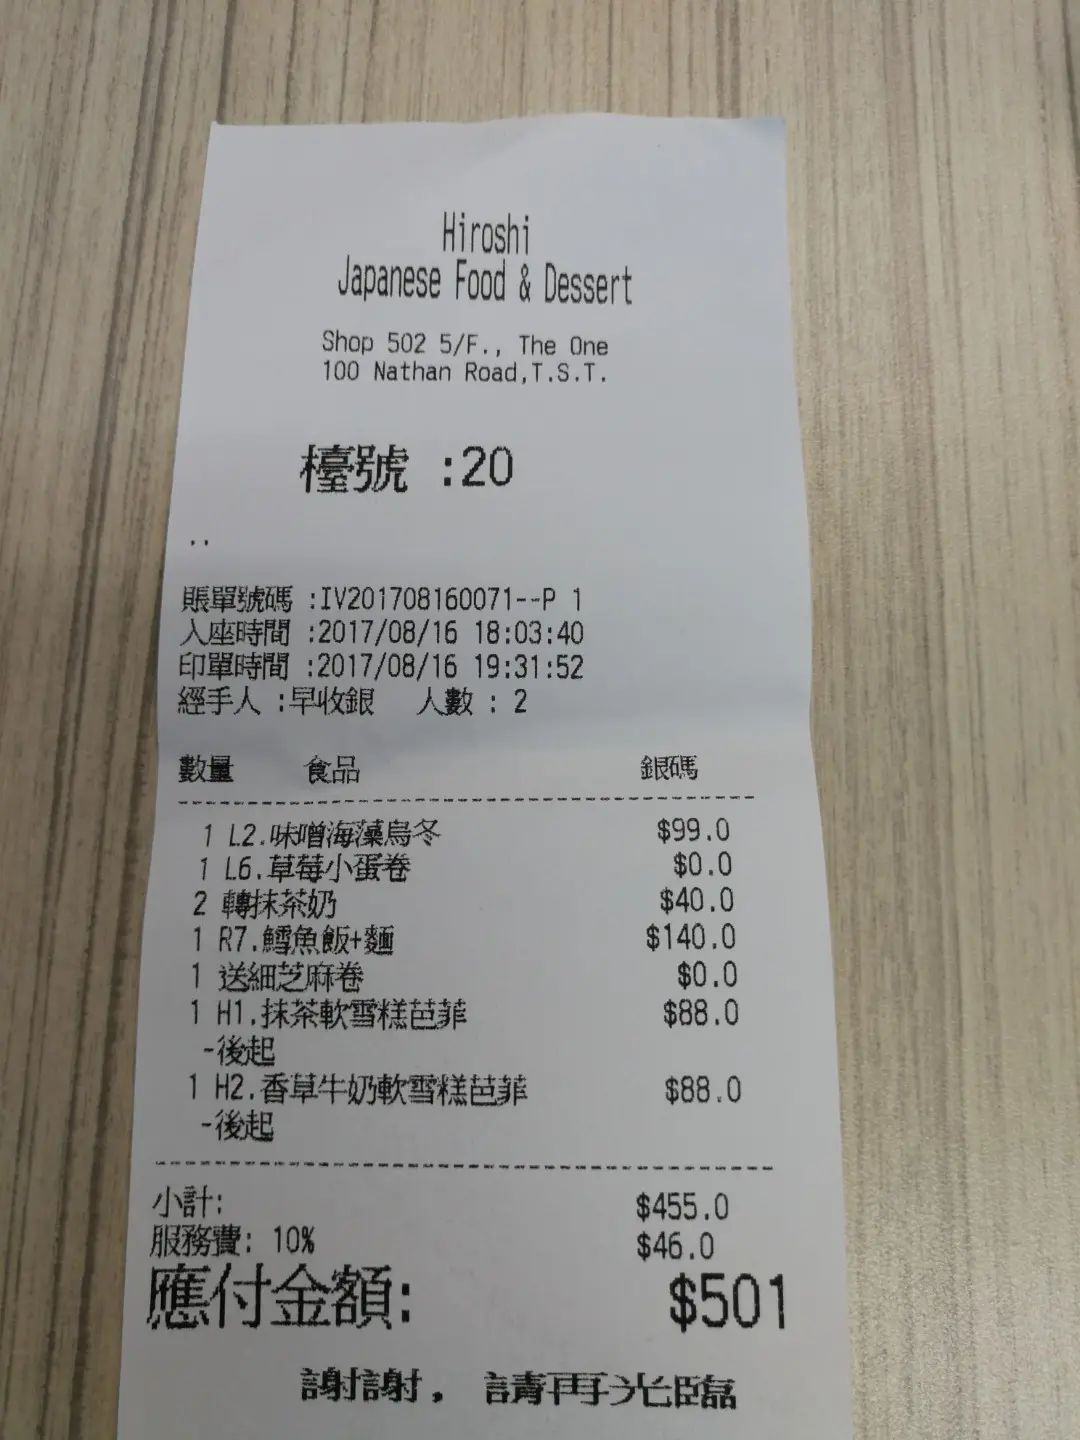 Hiroshi
Japanese Food & Dessert
Shop 502 5/F., The One
100 Nathan Road,T.S.T.
檯號 :20
..
賬單號碼 :IV201708160071--P 1
入座時間 :2017/08/16 18:03:40
印單時間 :2017/08/16 19:31:52
經手人 :早收銀 人數 : 2
數量 食品 銀碼
1 L2.味噌海藻烏冬 $99.0
1 L6.草莓小蛋卷 $0.0
2 轉抹茶奶 $40.0
1 R7.鱈魚飯+麵 $140.0
1 送細芝麻卷 $0.0
1 H1.抹茶軟雪糕芭菲 $88.0
-後起
1 H2.香草牛奶軟雪糕芭菲 $88.0
-後起
小計: $455.0
服務費: 10% $46.0
應付金額: $501
謝謝，請再光臨